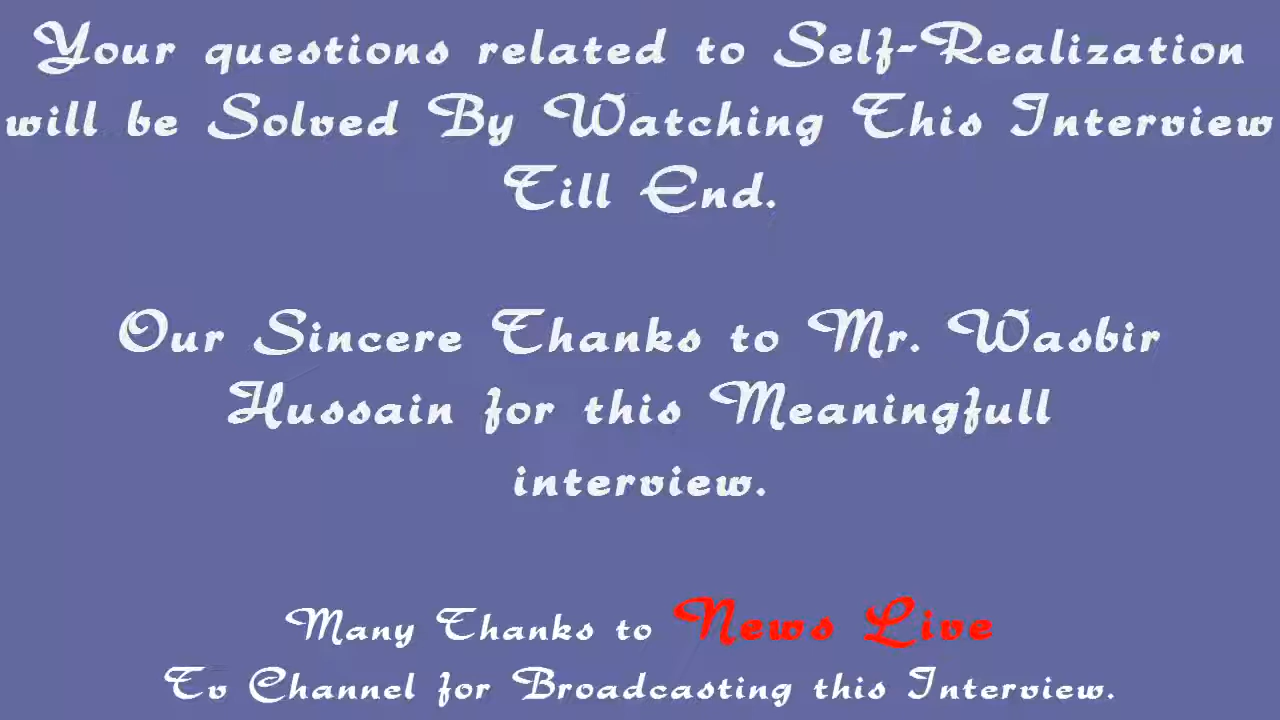 Your questions related to Self-Realization
will be Solved By Watching This Interview
Till End.
Our Sincere Thanks to Mr. Wasbir
Hussain for this Meaningfull
interview.
Many Thanks to News Live
Tv Channel for Broadcasting this Interview.